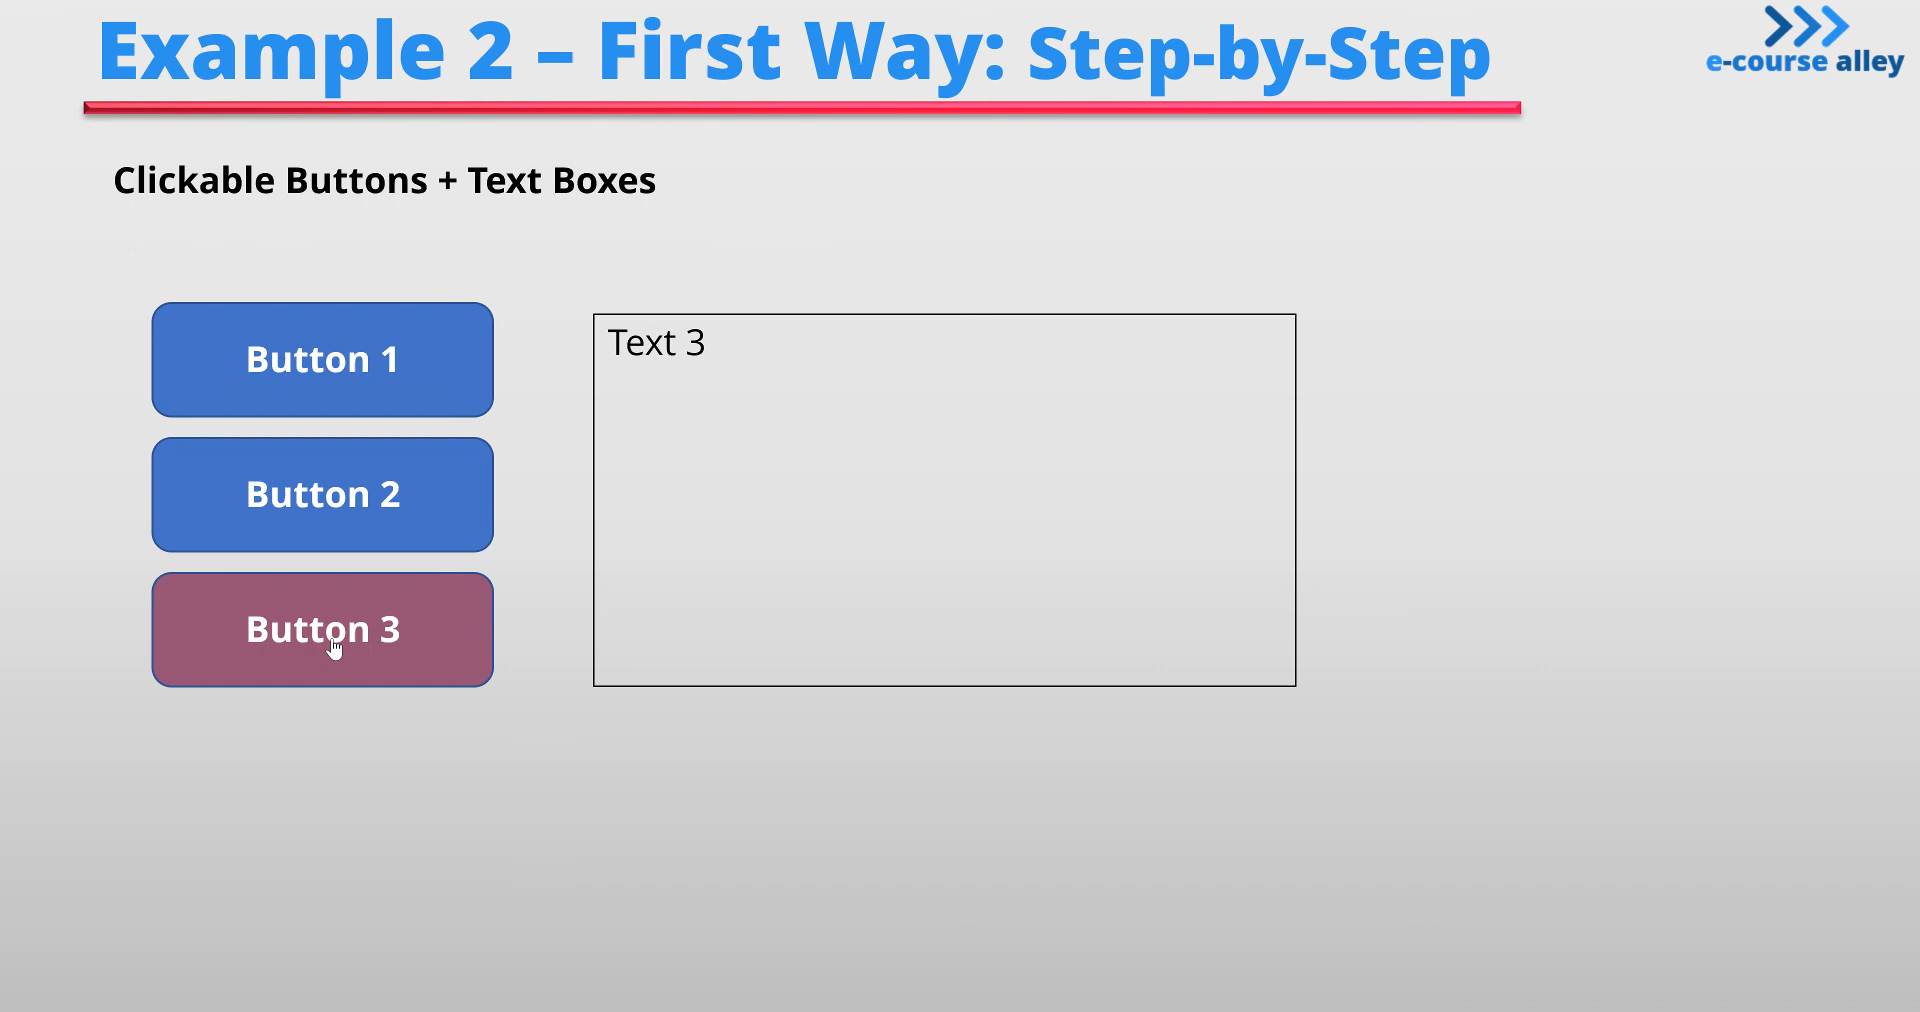 Example 2 – First Way: Step-by-Step
e-course alley
Clickable Buttons + Text Boxes
Button 1
Text 3
Button 2
Button 3